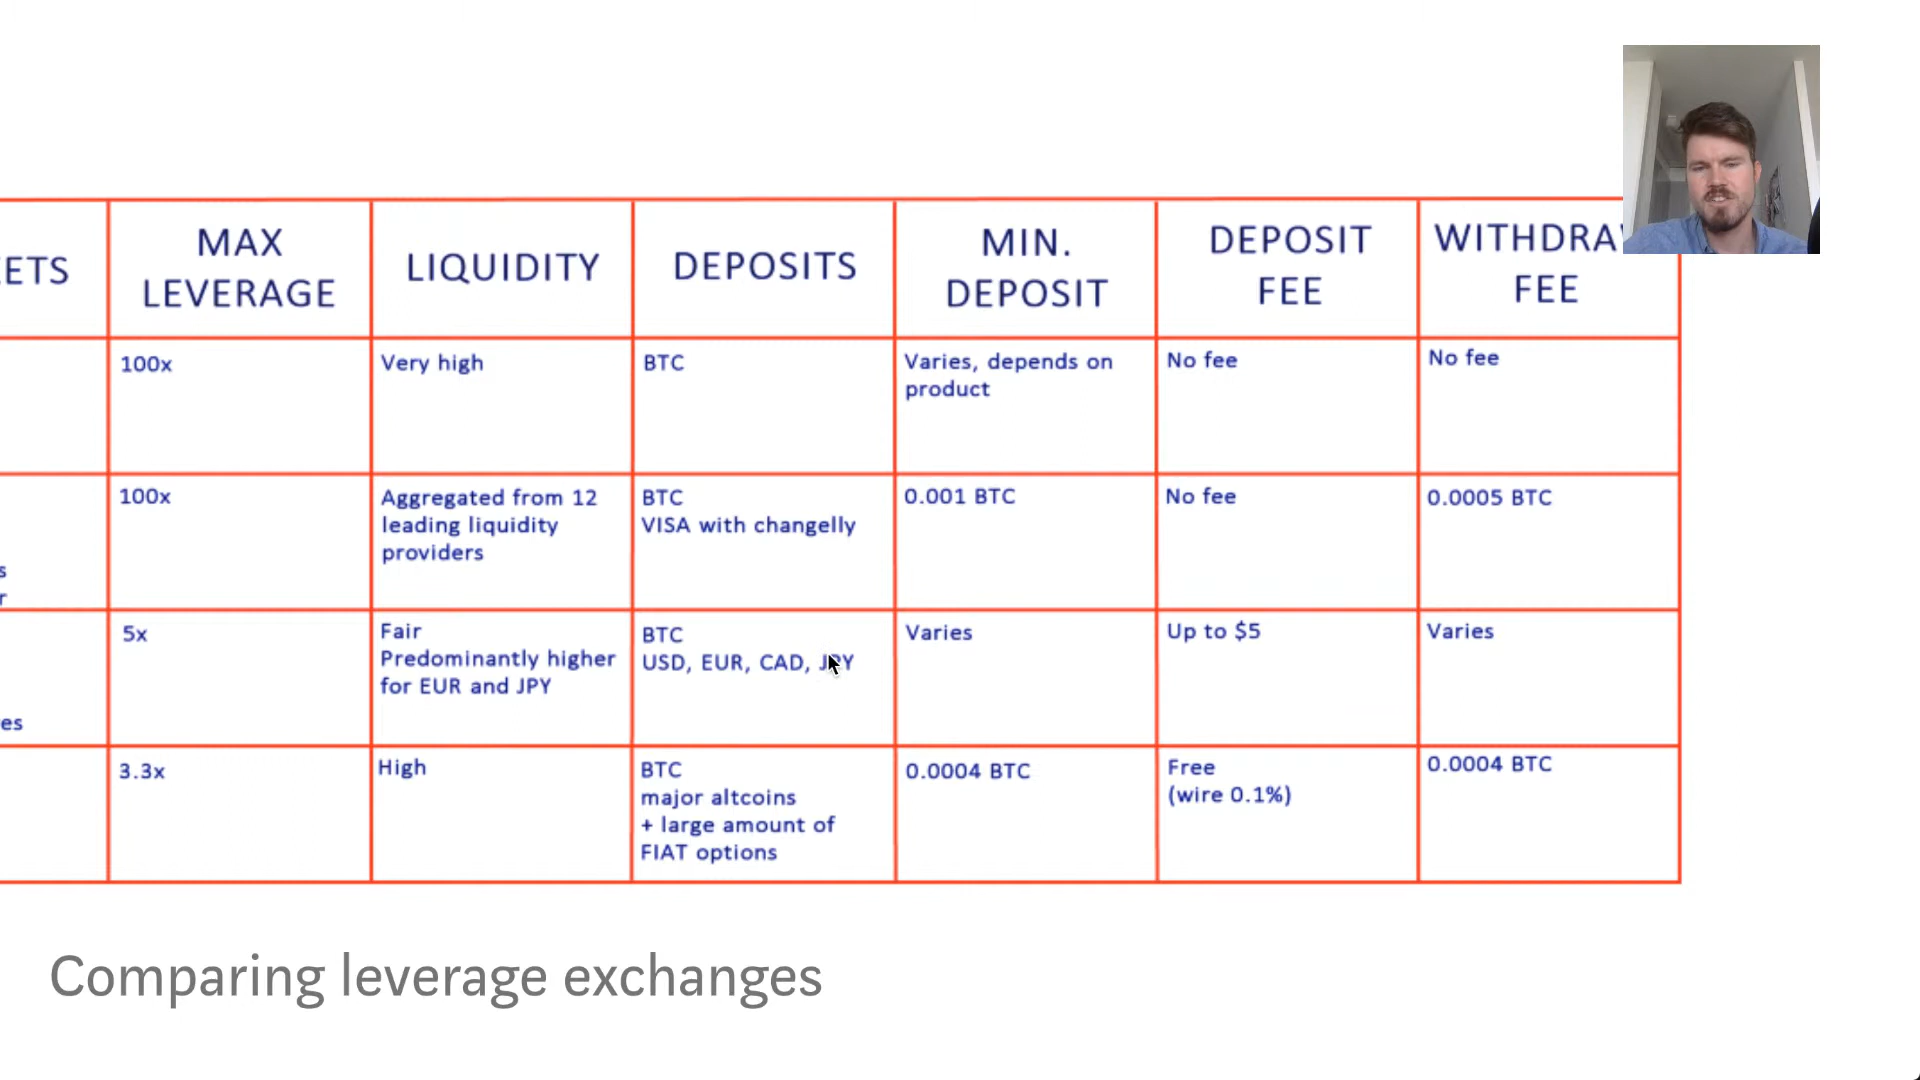 ETS
MAX
LEVERAGE
LIQUIDITY
DEPOSITS
MIN.
DEPOSIT
DEPOSIT
FEE
WITHDRA
FEE
100x
Very high
BTC
Varies, depends on
product
No fee
No fee
s
r
100x
Aggregated from 12
leading liquidity
providers
BTC
VISA with changelly
0.001 BTC
No fee
0.0005 BTC
es
5x
Fair
Predominantly higher
for EUR and JPY
BTC
USD, EUR, CAD, JPY
Varies
Up to $5
Varies
3.3x
High
BTC
major altcoins
+ large amount of
FIAT options
0.0004 BTC
Free
(wire 0.1%)
0.0004 BTC
Comparing leverage exchanges